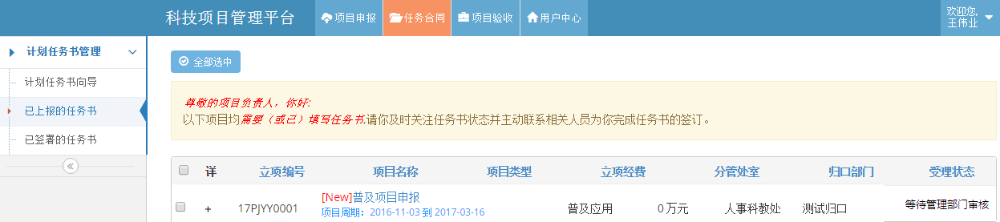 科技项目管理平台 项目申报 任务合同 项目验收 用户中心 欢迎您,
王伟业
计划任务书管理
计划任务书向导
已上报的任务书
已签署的任务书
全部选中
尊敬的项目负责人，你好:
以下项目均需要（或已）填写任务书,请你及时关注任务书状态并主动联系相关人员为你完成任务书的签订。
详 立项编号 项目名称 项目类型 立项经费 分管处室 归口部门 受理状态
+ 17PJYY0001 [New]普及项目申报 普及应用 0 万元 人事科教处 测试归口 等待管理部门审核
项目周期：2016-11-03 到 2017-03-16